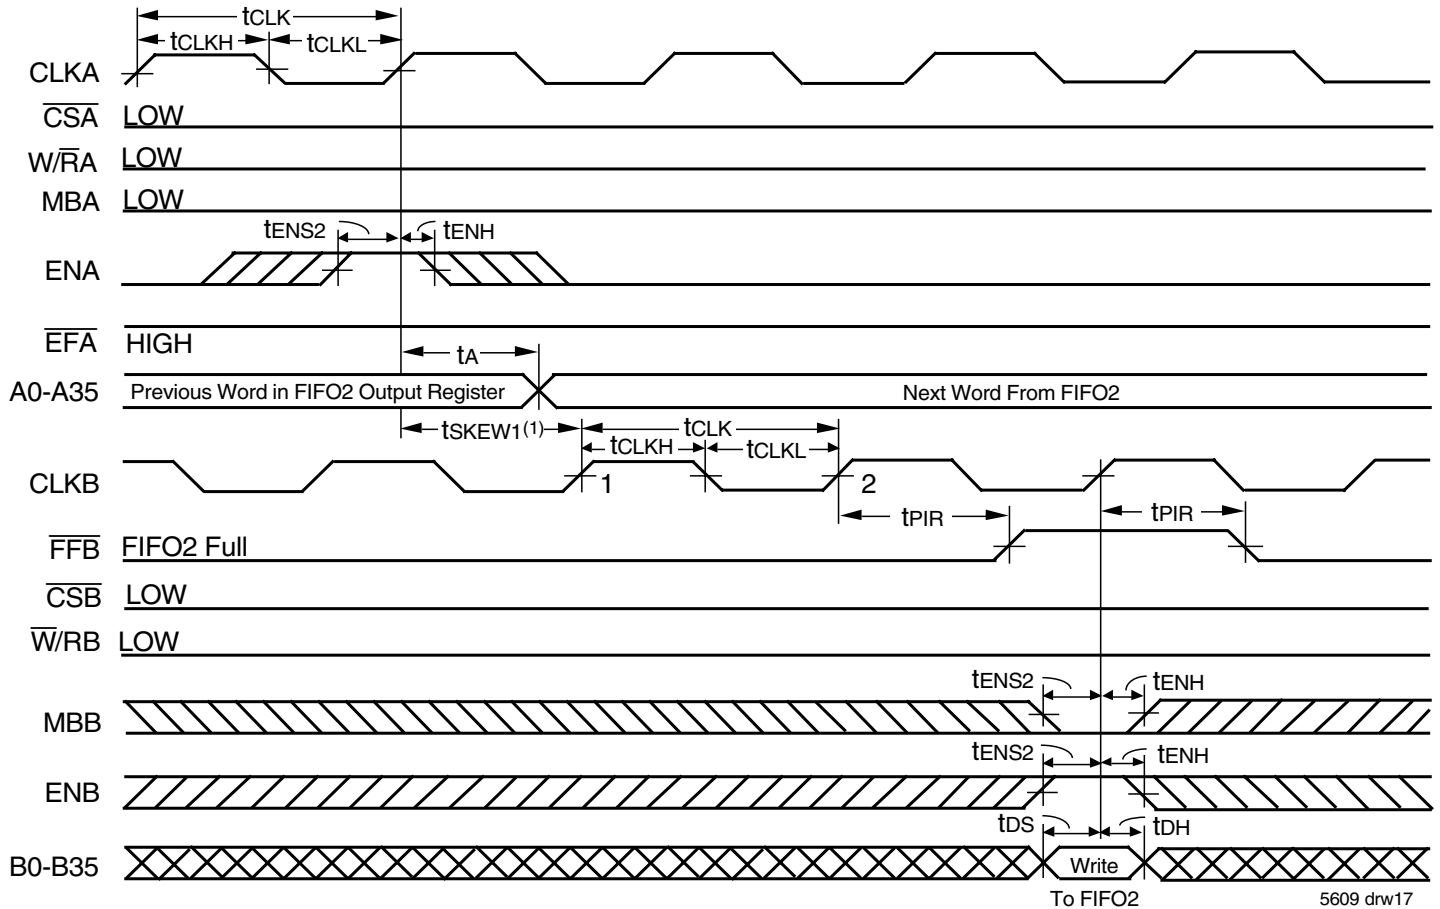 tCLK
tCLKH tCLKL
CLKA
CSA LOW
W/RA LOW
MBA LOW
tENS2 tENH
ENA
EFA HIGH
tA
A0-A35 Previous Word in FIFO2 Output Register Next Word From FIFO2
tSKEW1(1) tCLK
tCLKH tCLKL
CLKB 1 2
tPIR tPIR
FFB FIFO2 Full
CSB LOW
W/RB LOW
tENS2 tENH
MBB
tENS2 tENH
ENB
tDS tDH
B0-B35 Write
To FIFO2 5609 drw17